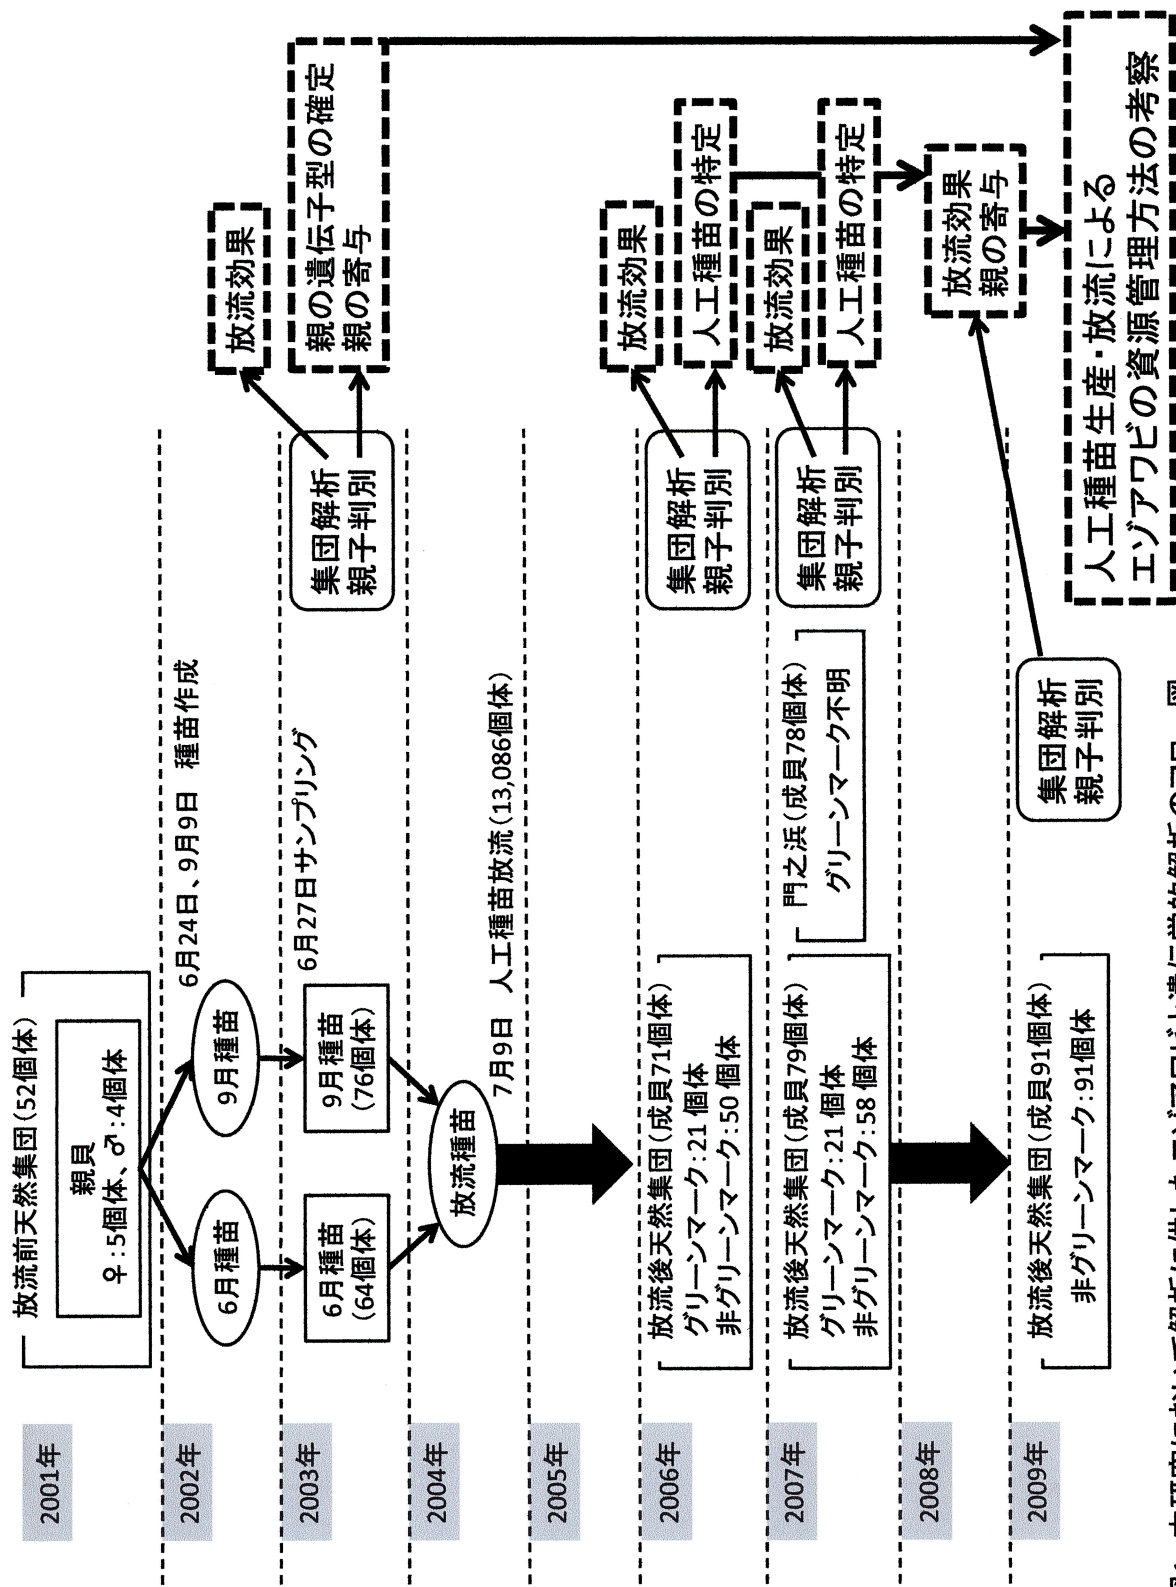 2001年
放流前天然集団(52個体)
親貝
♀:5個体、♂:4個体
2002年
6月24日、9月9日 種苗作成
6月種苗
9月種苗
2003年
6月27日サンプリング
6月種苗
(64個体)
9月種苗
(76個体)
集団解析
親子判別
放流効果
親の遺伝子型の確定
親の寄与
2004年
放流種苗
7月9日 人工種苗放流(13,086個体)
2005年
2006年
放流後天然集団(成貝71個体)
グリーンマーク:21個体
非グリーンマーク:50個体
集団解析
親子判別
放流効果
人工種苗の特定
2007年
放流後天然集団(成貝79個体)
グリーンマーク:21個体
非グリーンマーク:58個体
門之浜(成貝78個体)
グリーンマーク不明
集団解析
親子判別
放流効果
人工種苗の特定
2008年
放流効果
親の寄与
2009年
放流後天然集団(成貝91個体)
非グリーンマーク:91個体
集団解析
親子判別
人工種苗生産・放流による
エゾアワビの資源管理方法の考察